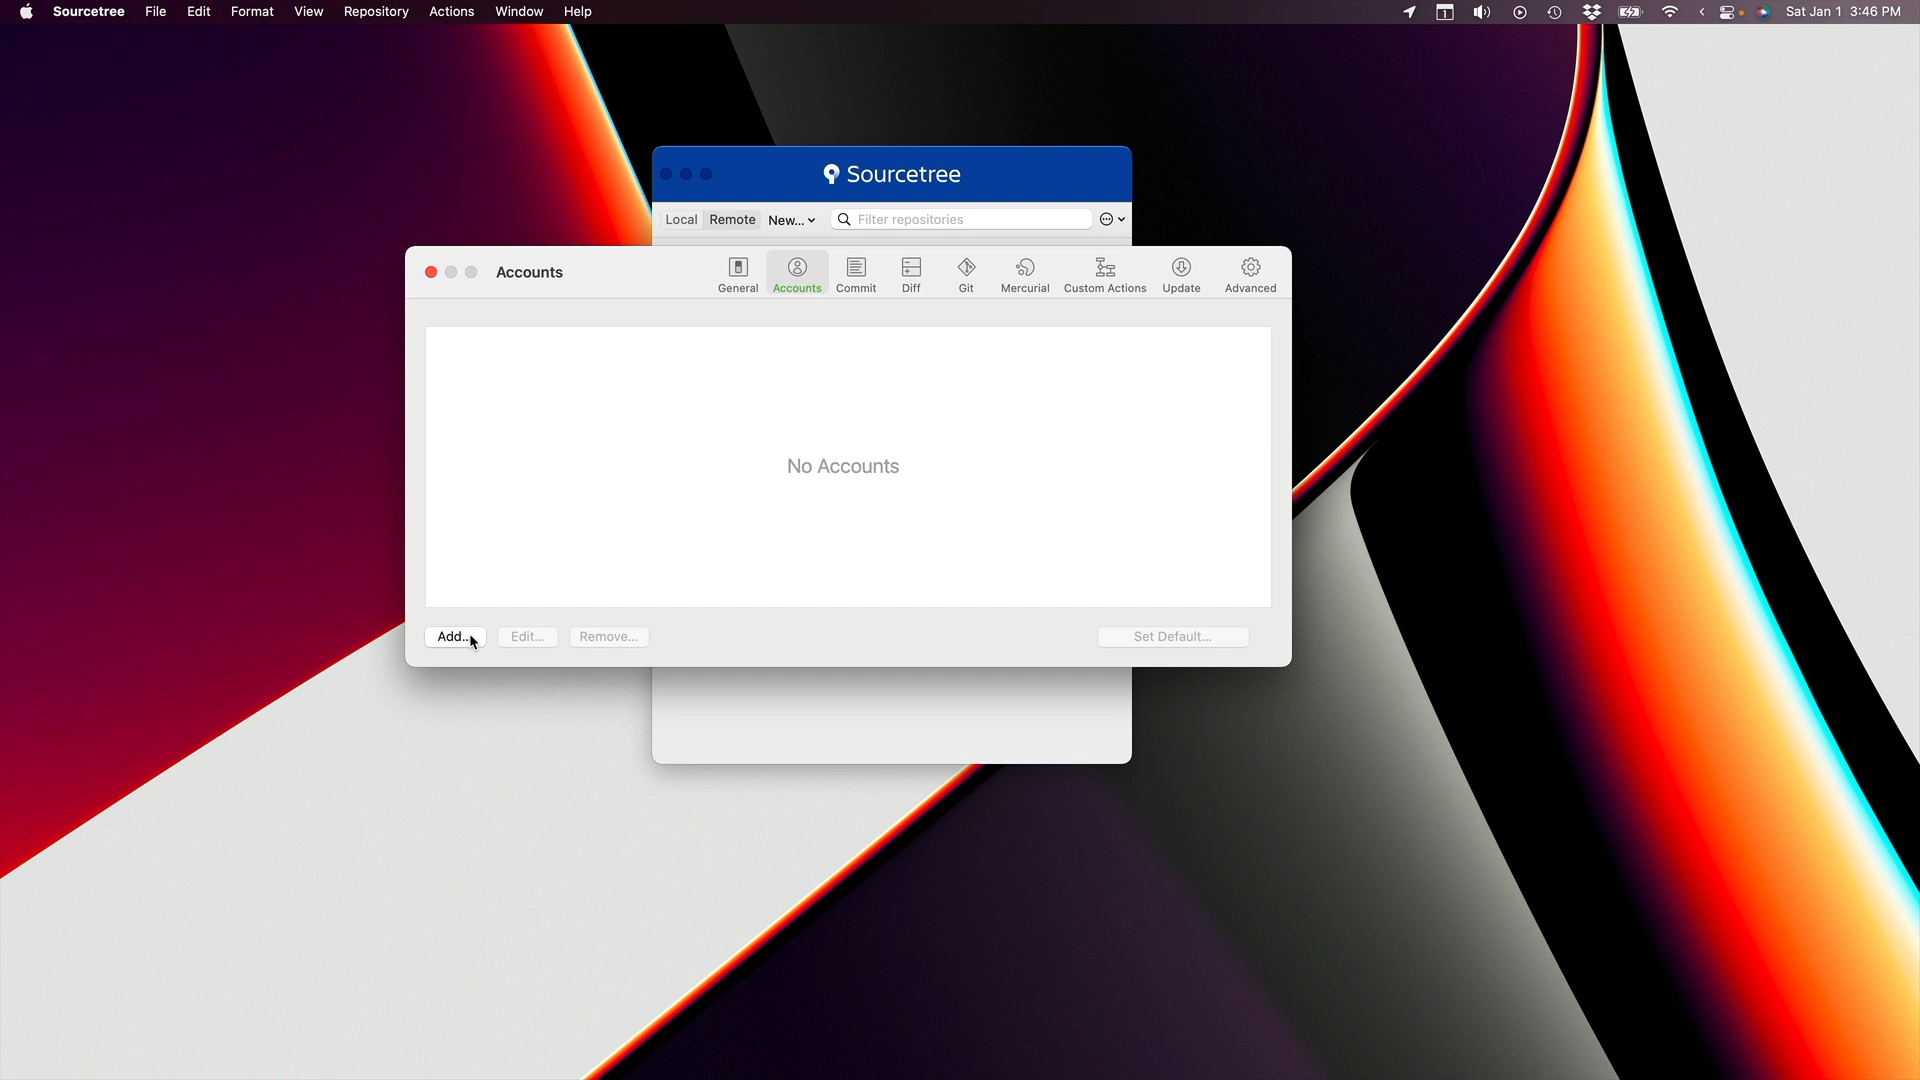 Sourcetree File Edit Format View Repository Actions Window Help
1
Sat Jan 1 3:46 PM
Sourcetree
Local Remote New... Filter repositories
Accounts
General Accounts Commit Diff Git Mercurial Custom Actions Update Advanced
No Accounts
Add... Edit... Remove... Set Default...